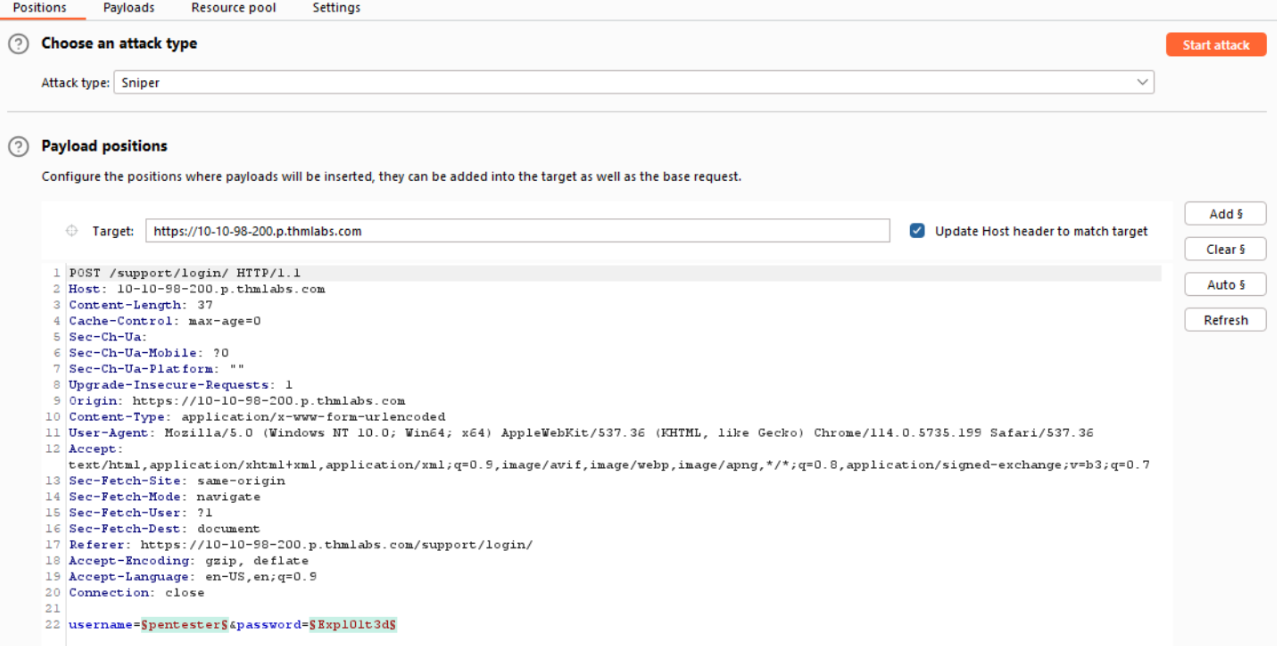 Positions Payloads Resource pool Settings
? Choose an attack type
Start attack
Attack type: Sniper
? Payload positions
Configure the positions where payloads will be inserted, they can be added into the target as well as the base request.
Target: https://10-10-98-200.p.thmlabs.com
Update Host header to match target
Add §
Clear §
Auto §
Refresh
1 POST /support/login/ HTTP/1.1
2 Host: 10-10-98-200.p.thmlabs.com
3 Content-Length: 37
4 Cache-Control: max-age=0
5 Sec-Ch-Ua:
6 Sec-Ch-Ua-Mobile: ?0
7 Sec-Ch-Ua-Platform: ""
8 Upgrade-Insecure-Requests: 1
9 Origin: https://10-10-98-200.p.thmlabs.com
10 Content-Type: application/x-www-form-urlencoded
11 User-Agent: Mozilla/5.0 (Windows NT 10.0; Win64; x64) AppleWebKit/537.36 (KHTML, like Gecko) Chrome/114.0.5735.199 Safari/537.36
12 Accept:
text/html,application/xhtml+xml,application/xml;q=0.9,image/avif,image/webp,image/apng,*/*;q=0.8,application/signed-exchange;v=b3;q=0.7
13 Sec-Fetch-Site: same-origin
14 Sec-Fetch-Mode: navigate
15 Sec-Fetch-User: ?1
16 Sec-Fetch-Dest: document
17 Referer: https://10-10-98-200.p.thmlabs.com/support/login/
18 Accept-Encoding: gzip, deflate
19 Accept-Language: en-US,en;q=0.9
20 Connection: close
21
22 username=§pentester§&password=§Expl01t3d§